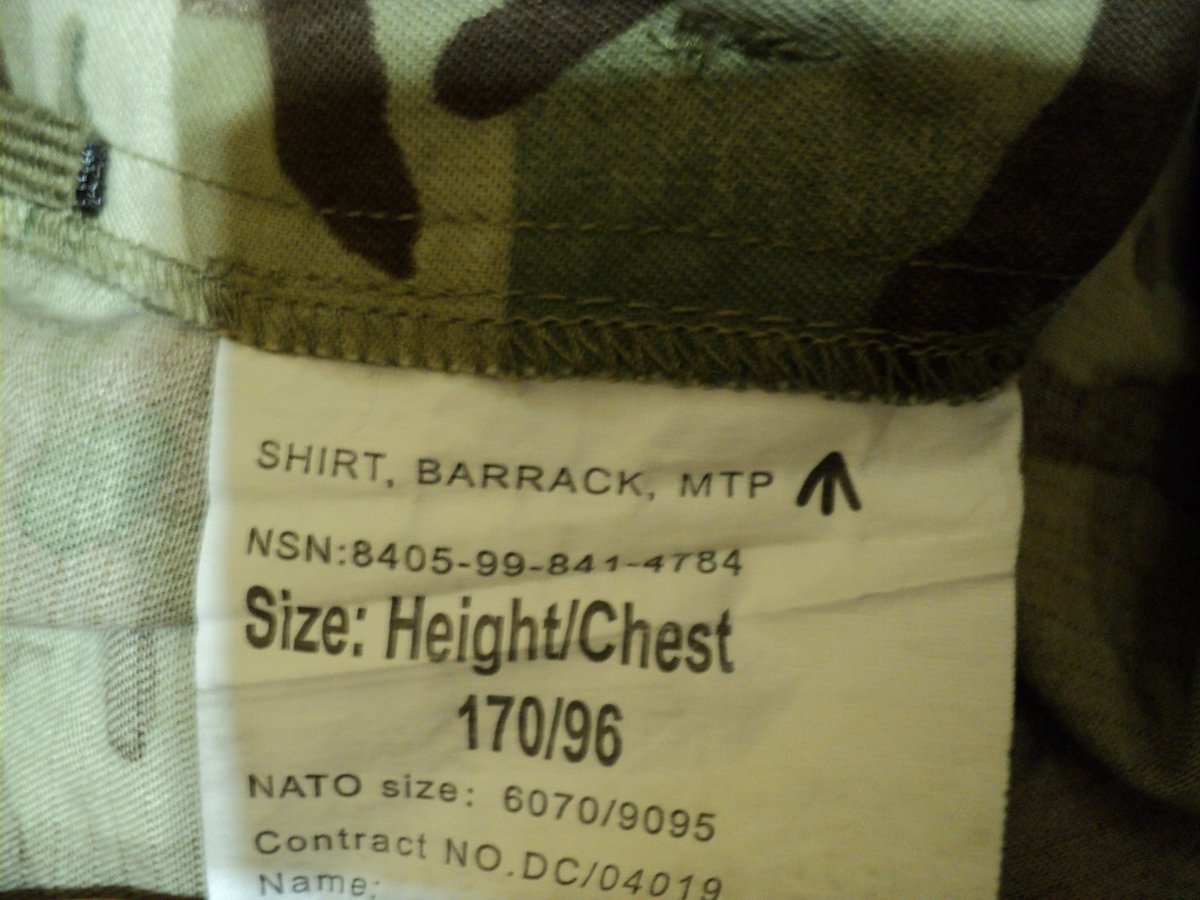 SHIRT, BARRACK, MTP
NSN:8405-99-841-4784
Size: Height/Chest
170/96
NATO size: 6070/9095
Contract NO.DC/04019
Name: